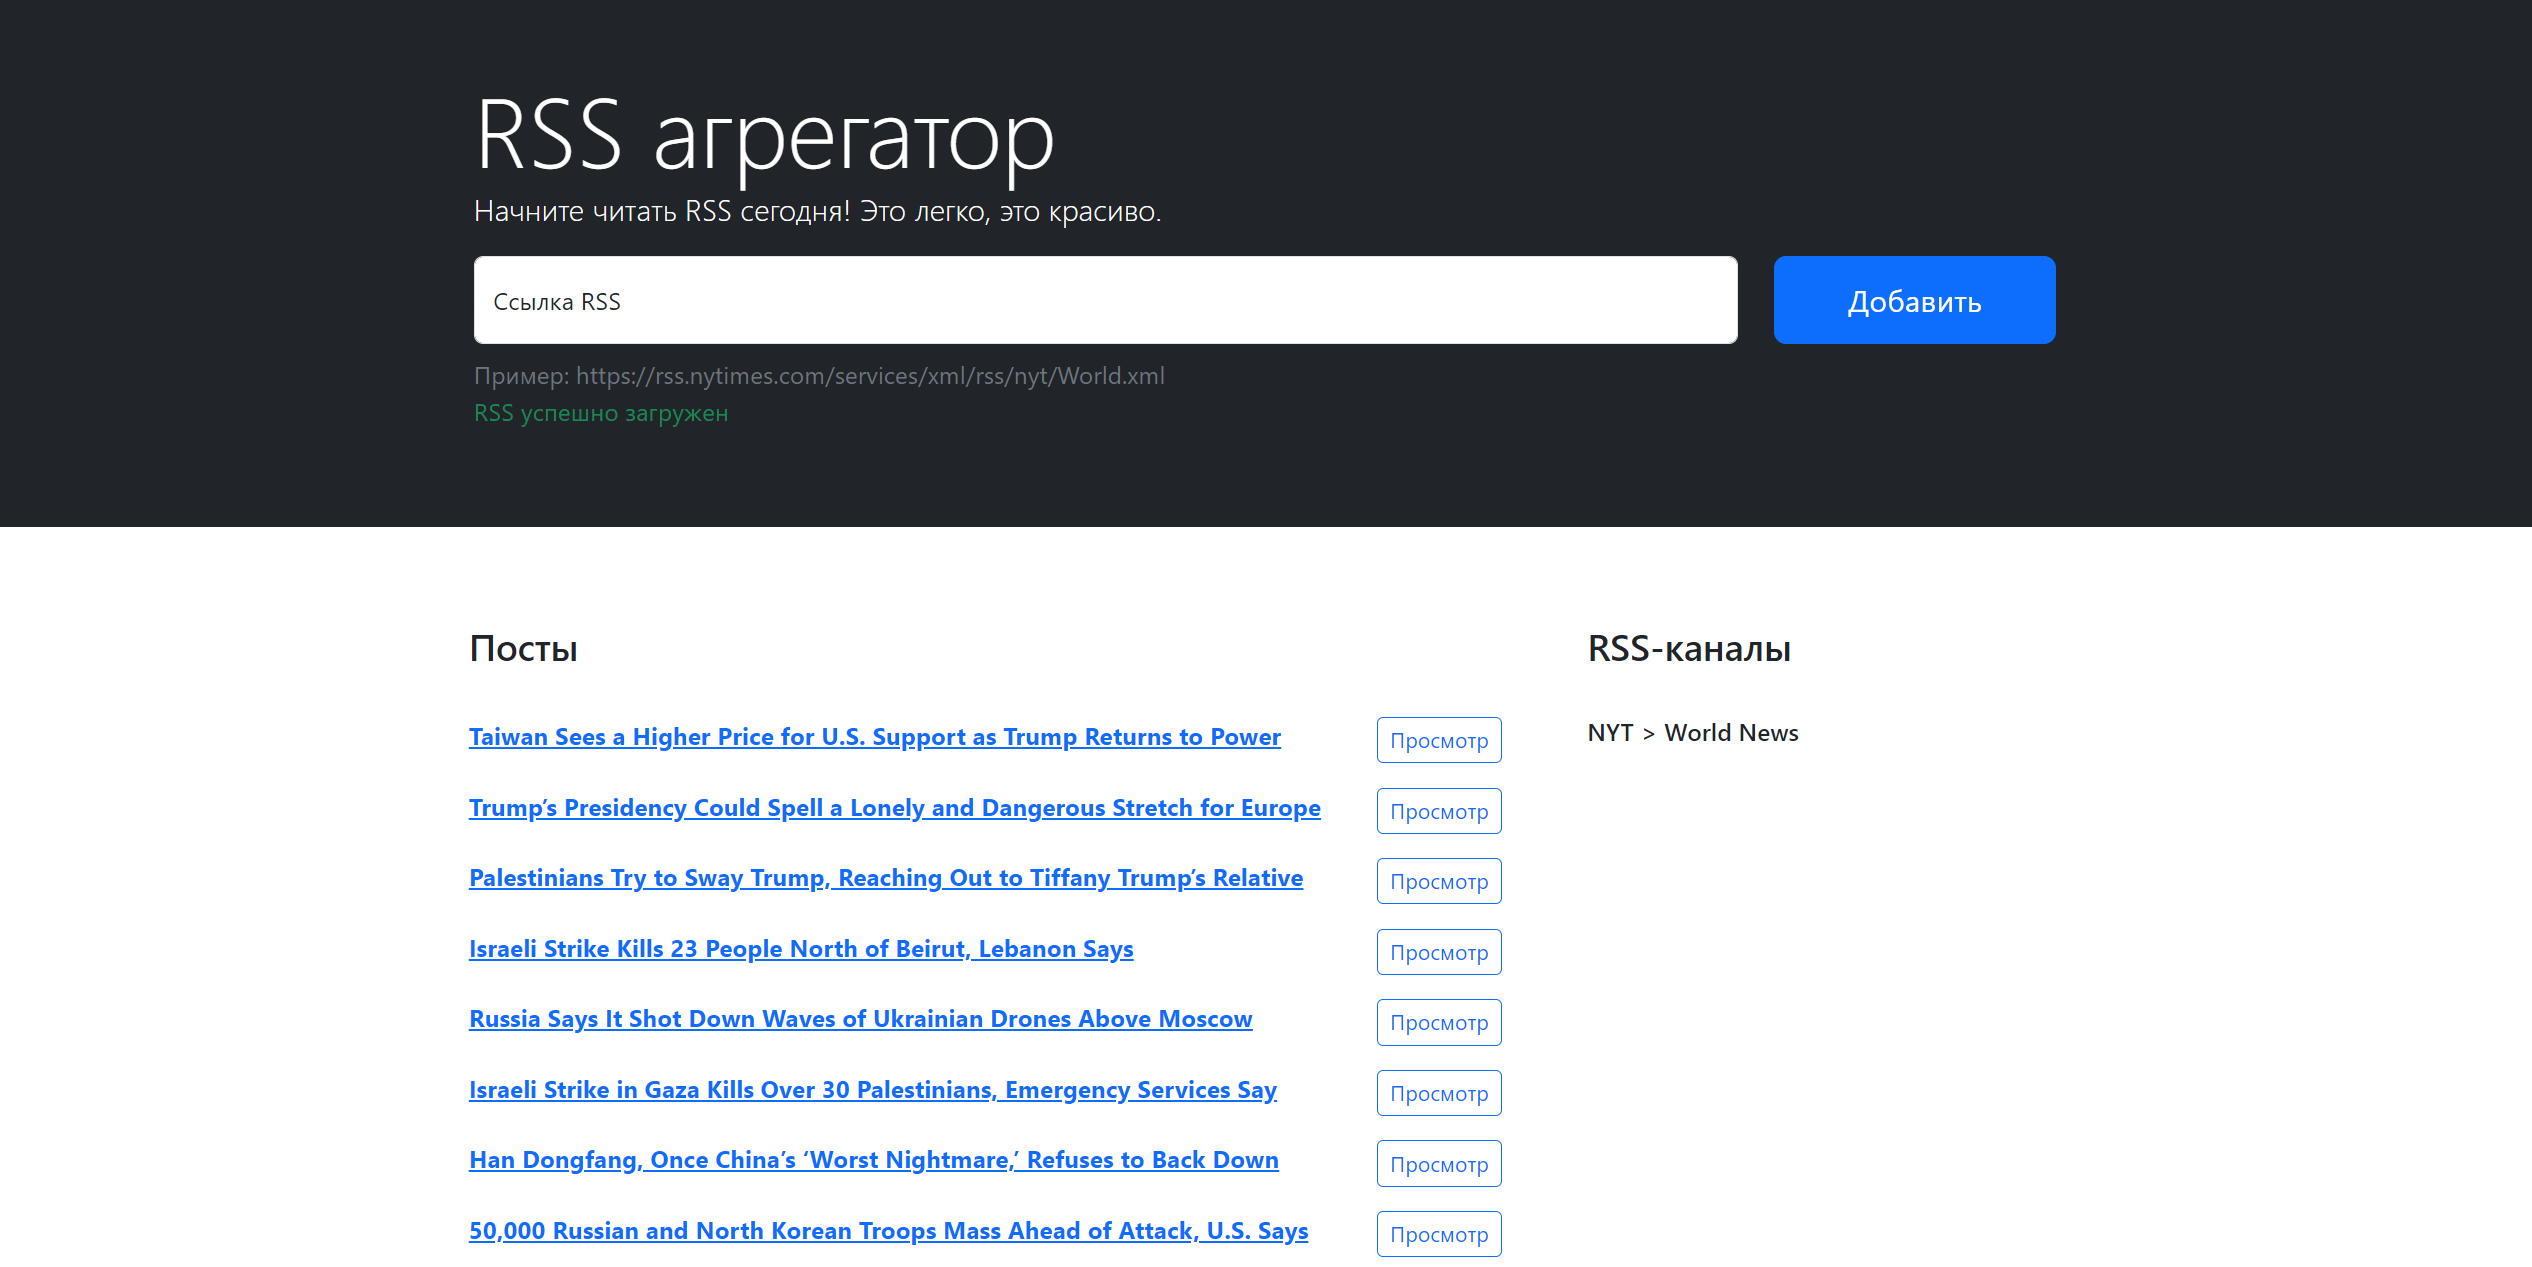 RSS агрегатор
Начните читать RSS сегодня! Это легко, это красиво.
Ссылка RSS
Добавить
Пример: https://rss.nytimes.com/services/xml/rss/nyt/World.xml
RSS успешно загружен
Посты
Taiwan Sees a Higher Price for U.S. Support as Trump Returns to Power
Просмотр
Trump’s Presidency Could Spell a Lonely and Dangerous Stretch for Europe
Просмотр
Palestinians Try to Sway Trump, Reaching Out to Tiffany Trump’s Relative
Просмотр
Israeli Strike Kills 23 People North of Beirut, Lebanon Says
Просмотр
Russia Says It Shot Down Waves of Ukrainian Drones Above Moscow
Просмотр
Israeli Strike in Gaza Kills Over 30 Palestinians, Emergency Services Say
Просмотр
Han Dongfang, Once China’s ‘Worst Nightmare,’ Refuses to Back Down
Просмотр
50,000 Russian and North Korean Troops Mass Ahead of Attack, U.S. Says
Просмотр
RSS-каналы
NYT > World News